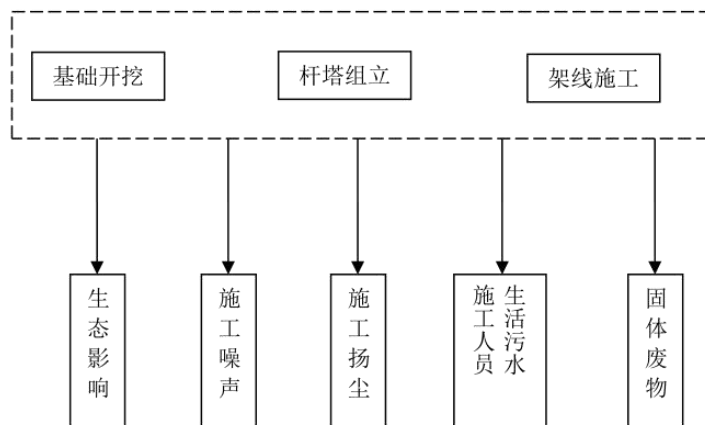 基础开挖
杆塔组立
架线施工
生态影响
施工噪声
施工扬尘
施工人员
生活污水
固体废物